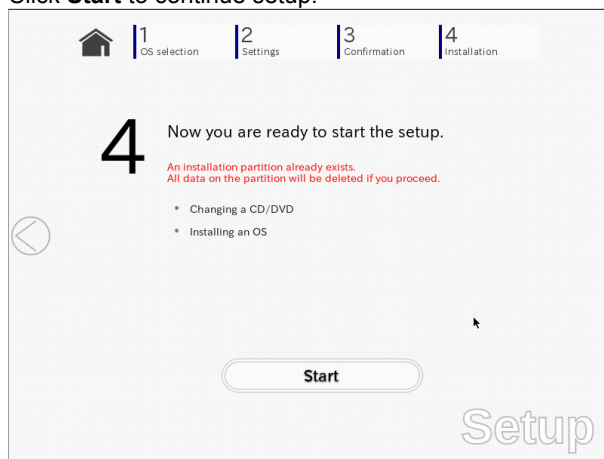 Click Start to continue setup.
1
OS selection
2
Settings
3
Confirmation
4
Installation
4
Now you are ready to start the setup.
An installation partition already exists.
All data on the partition will be deleted if you proceed.
• Changing a CD/DVD
• Installing an OS
Start
Setup